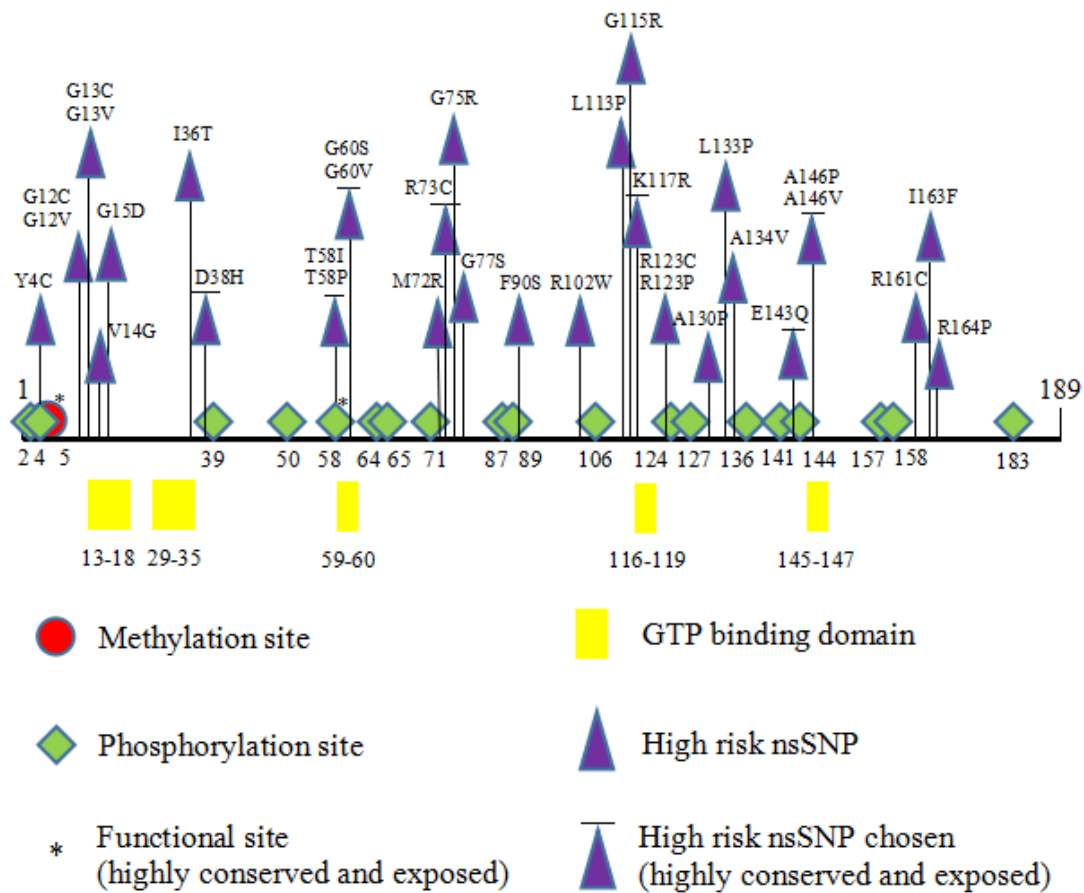 G115R
G13C
G13V
G75R
L113P
I36T
G60S
G60V
L133P
A146P
A146V
G12C
G12V
G15D
R73C
K117R
I163F
A134V
T58I
T58P
Y4C
D38H
M72R
G77S
F90S
R102W
R123C
R123P
R161C
V14G
A130P
E143Q
R164P
1
*
*
189
2 4 5 39 50 58 64 65 71 87 89 106 124 127 136 141 144 157 158 183
13-18 29-35 59-60 116-119 145-147
Methylation site
GTP binding domain
Phosphorylation site
High risk nsSNP
* Functional site
(highly conserved and exposed)
High risk nsSNP chosen
(highly conserved and exposed)